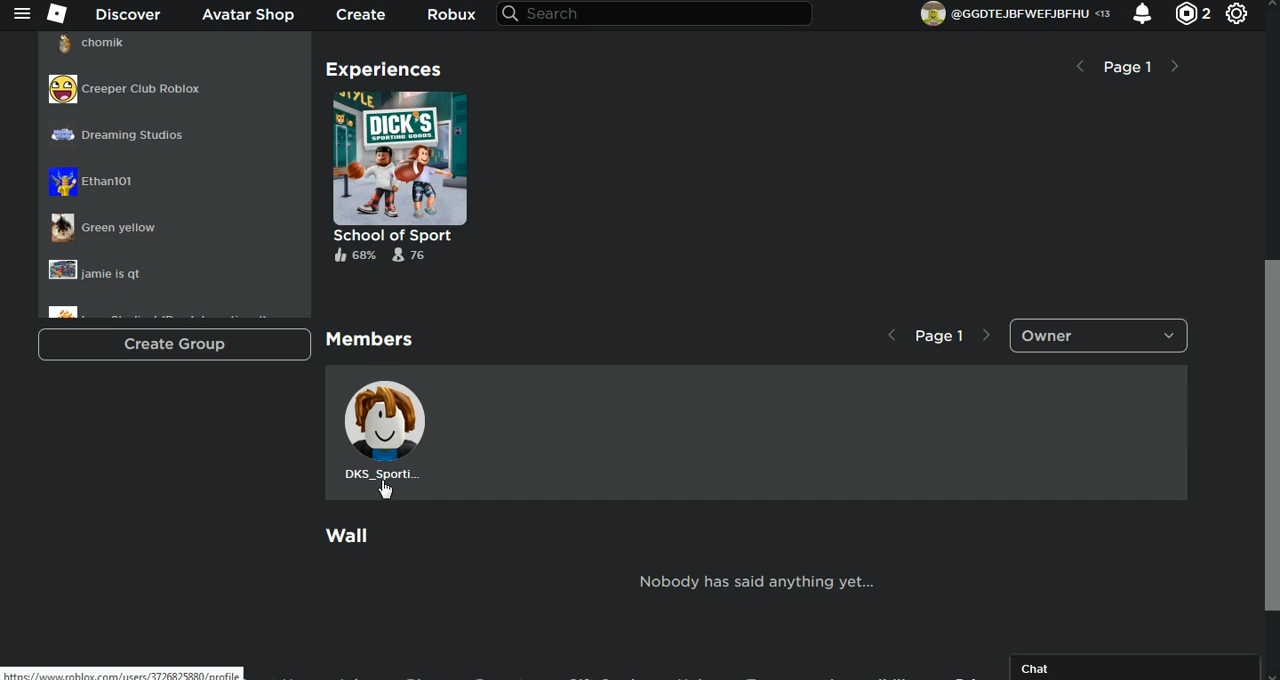 Discover
Avatar Shop
Create
Robux
Search
@GGDTEJBFWEFJBFHU <13
2
chomik
Creeper Club Roblox
Dreaming Studios
Ethan101
Green yellow
jamie is qt
Create Group
Experiences
Page 1
STYLE
DICK'S
SPORTING GOODS.
School of Sport
68% 76
Members
Page 1
Owner
DKS_Sporti...
Wall
Nobody has said anything yet...
Chat
https://www.roblox.com/users/3726825880/profile